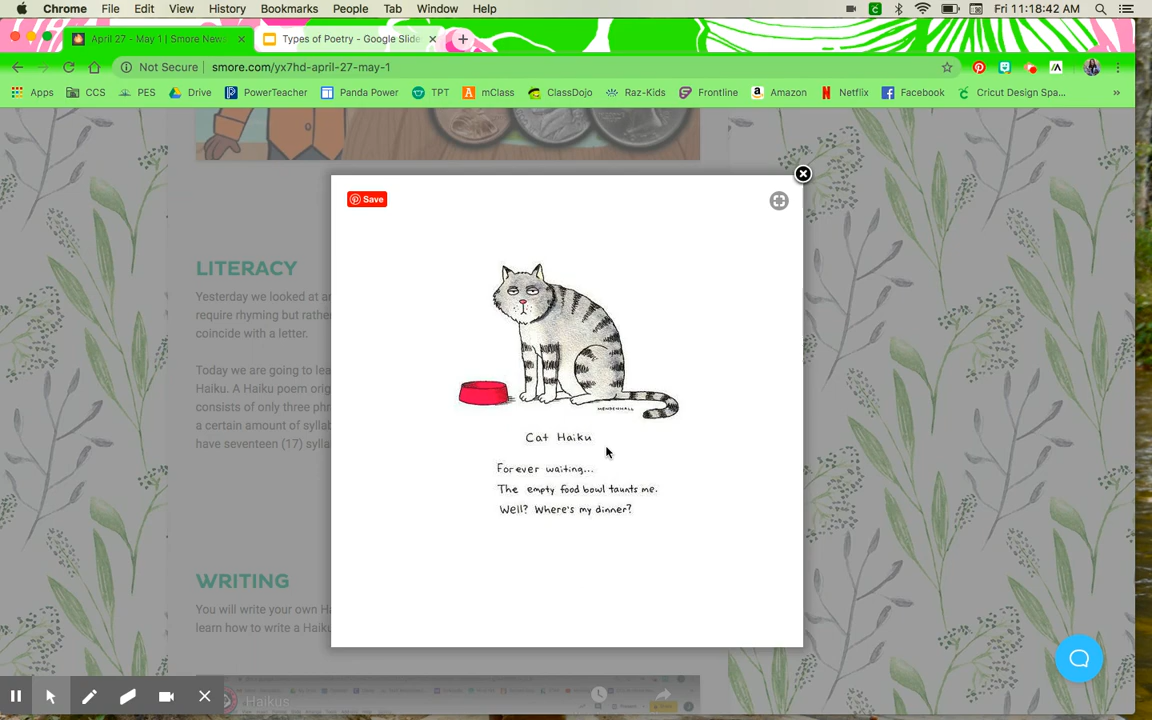 Chrome File Edit View History Bookmarks People Tab Window Help Fri 11:18:42 AM
April 27 - May 1 | Smore News
Types of Poetry - Google Slide
Not Secure smore.com/yx7hd-april-27-may-1
Apps CCS PES Drive PowerTeacher Panda Power TPT mClass ClassDojo Raz-Kids Frontline Amazon Netflix Facebook Cricut Design Spa... »
Save
LITERACY
Yesterday we looked at
require rhyming but rathe
coincide with a letter.
Today we are going to lea
Haiku. A Haiku poem orig
consists of only three phr
a certain amount of syllab
have seventeen (17) sylla
MENDENHALL
Cat Haiku
Forever waiting...
The empty food bowl taunts me.
Well? Where's my dinner?
WRITING
You will write your own Ha
learn how to write a Haiku
Haikus